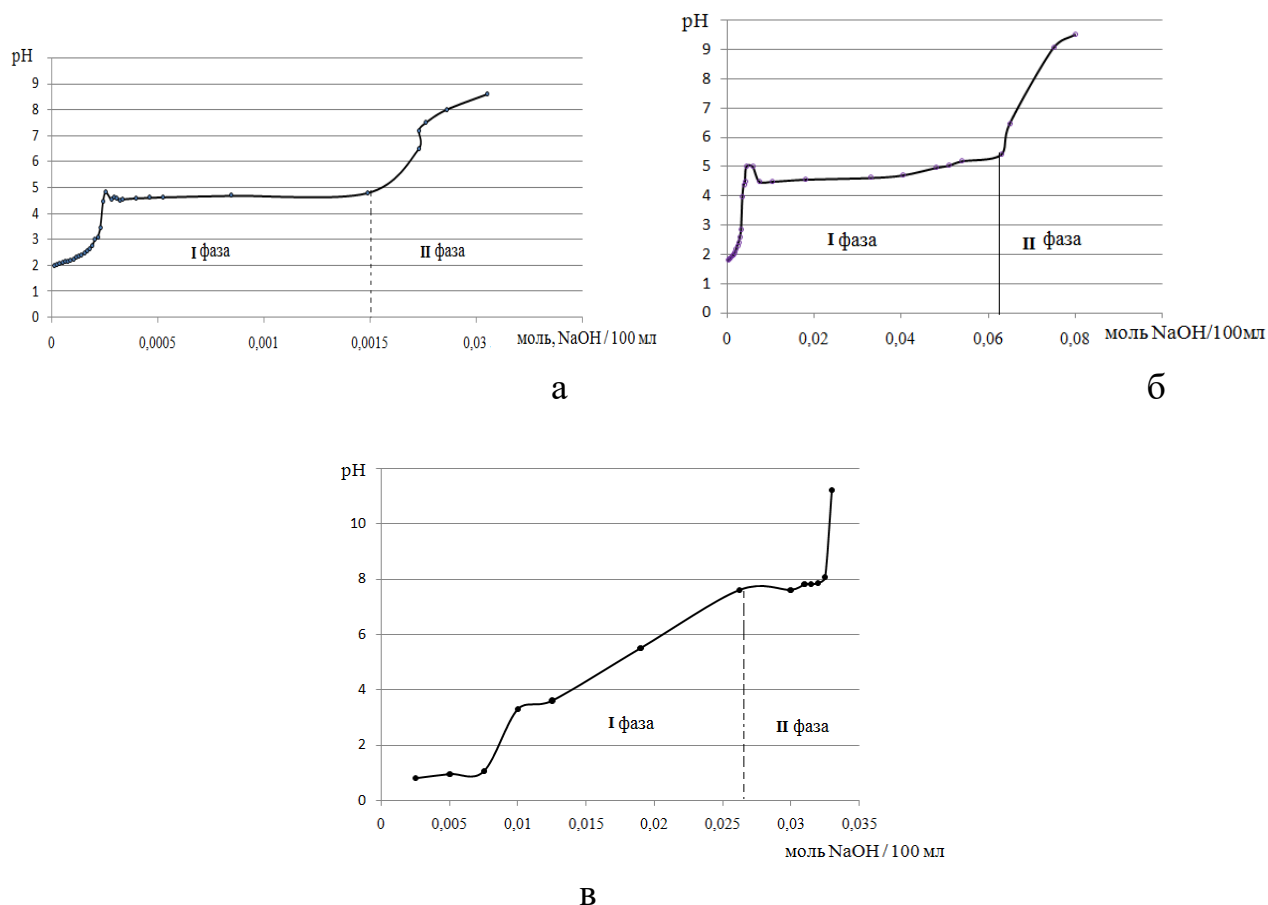 pH
9
8
7
6
5
4
3
2
1
0
I фаза
II фаза
0
0,0005
0,001
0,0015
0,03
моль, NaOH / 100 мл
а
pH
9
8
7
6
5
4
3
2
1
0
I фаза
II фаза
0
0,02
0,04
0,06
0,08
моль NaOH/100мл
б
pH
10
8
6
4
2
0
I фаза
II фаза
0
0,005
0,01
0,015
0,02
0,025
0,03
0,035
моль NaOH / 100 мл
в